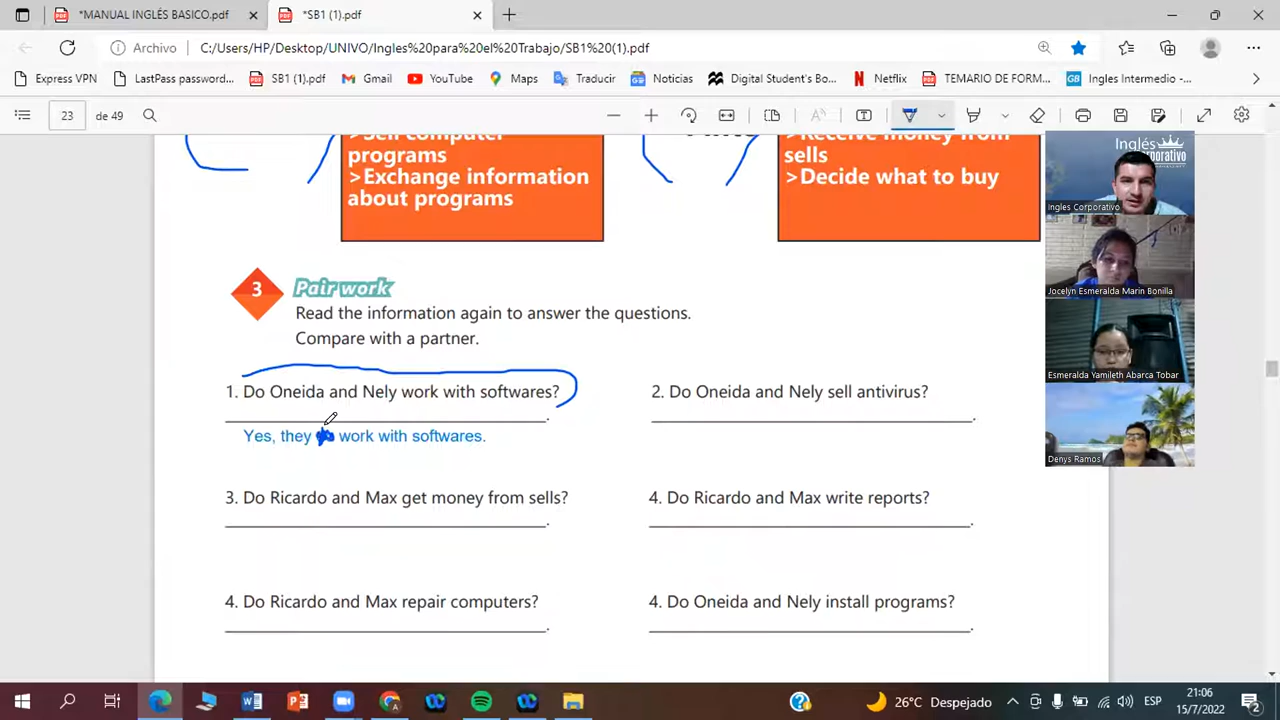 *MANUAL INGLÉS BASICO.pdf
*SB1 (1).pdf
Archivo
C:/Users/HP/Desktop/UNIVO/Ingles%20para%20el%20Trabajo/SB1%20(1).pdf
Express VPN
LastPass password...
SB1 (1).pdf
Gmail
YouTube
Maps
Traducir
Noticias
Digital Student's Bo...
Netflix
TEMARIO DE FORM...
Ingles Intermedio -...
23
de 49
>Sell computer
programs
>Exchange information
about programs
>Receive money from
sells
>Decide what to buy
Inglés
Corporativo
Ingles Corporativo
Jocelyn Esmeralda Marin Bonilla
Esmeralda Yamileth Abarca Tobar
Denys Ramos
3
Pair work
Read the information again to answer the questions.
Compare with a partner.
1. Do Oneida and Nely work with softwares?
Yes, they work with softwares.
2. Do Oneida and Nely sell antivirus?
3. Do Ricardo and Max get money from sells?
4. Do Ricardo and Max write reports?
4. Do Ricardo and Max repair computers?
4. Do Oneida and Nely install programs?
26°C Despejado
ESP
21:06
15/7/2022
2